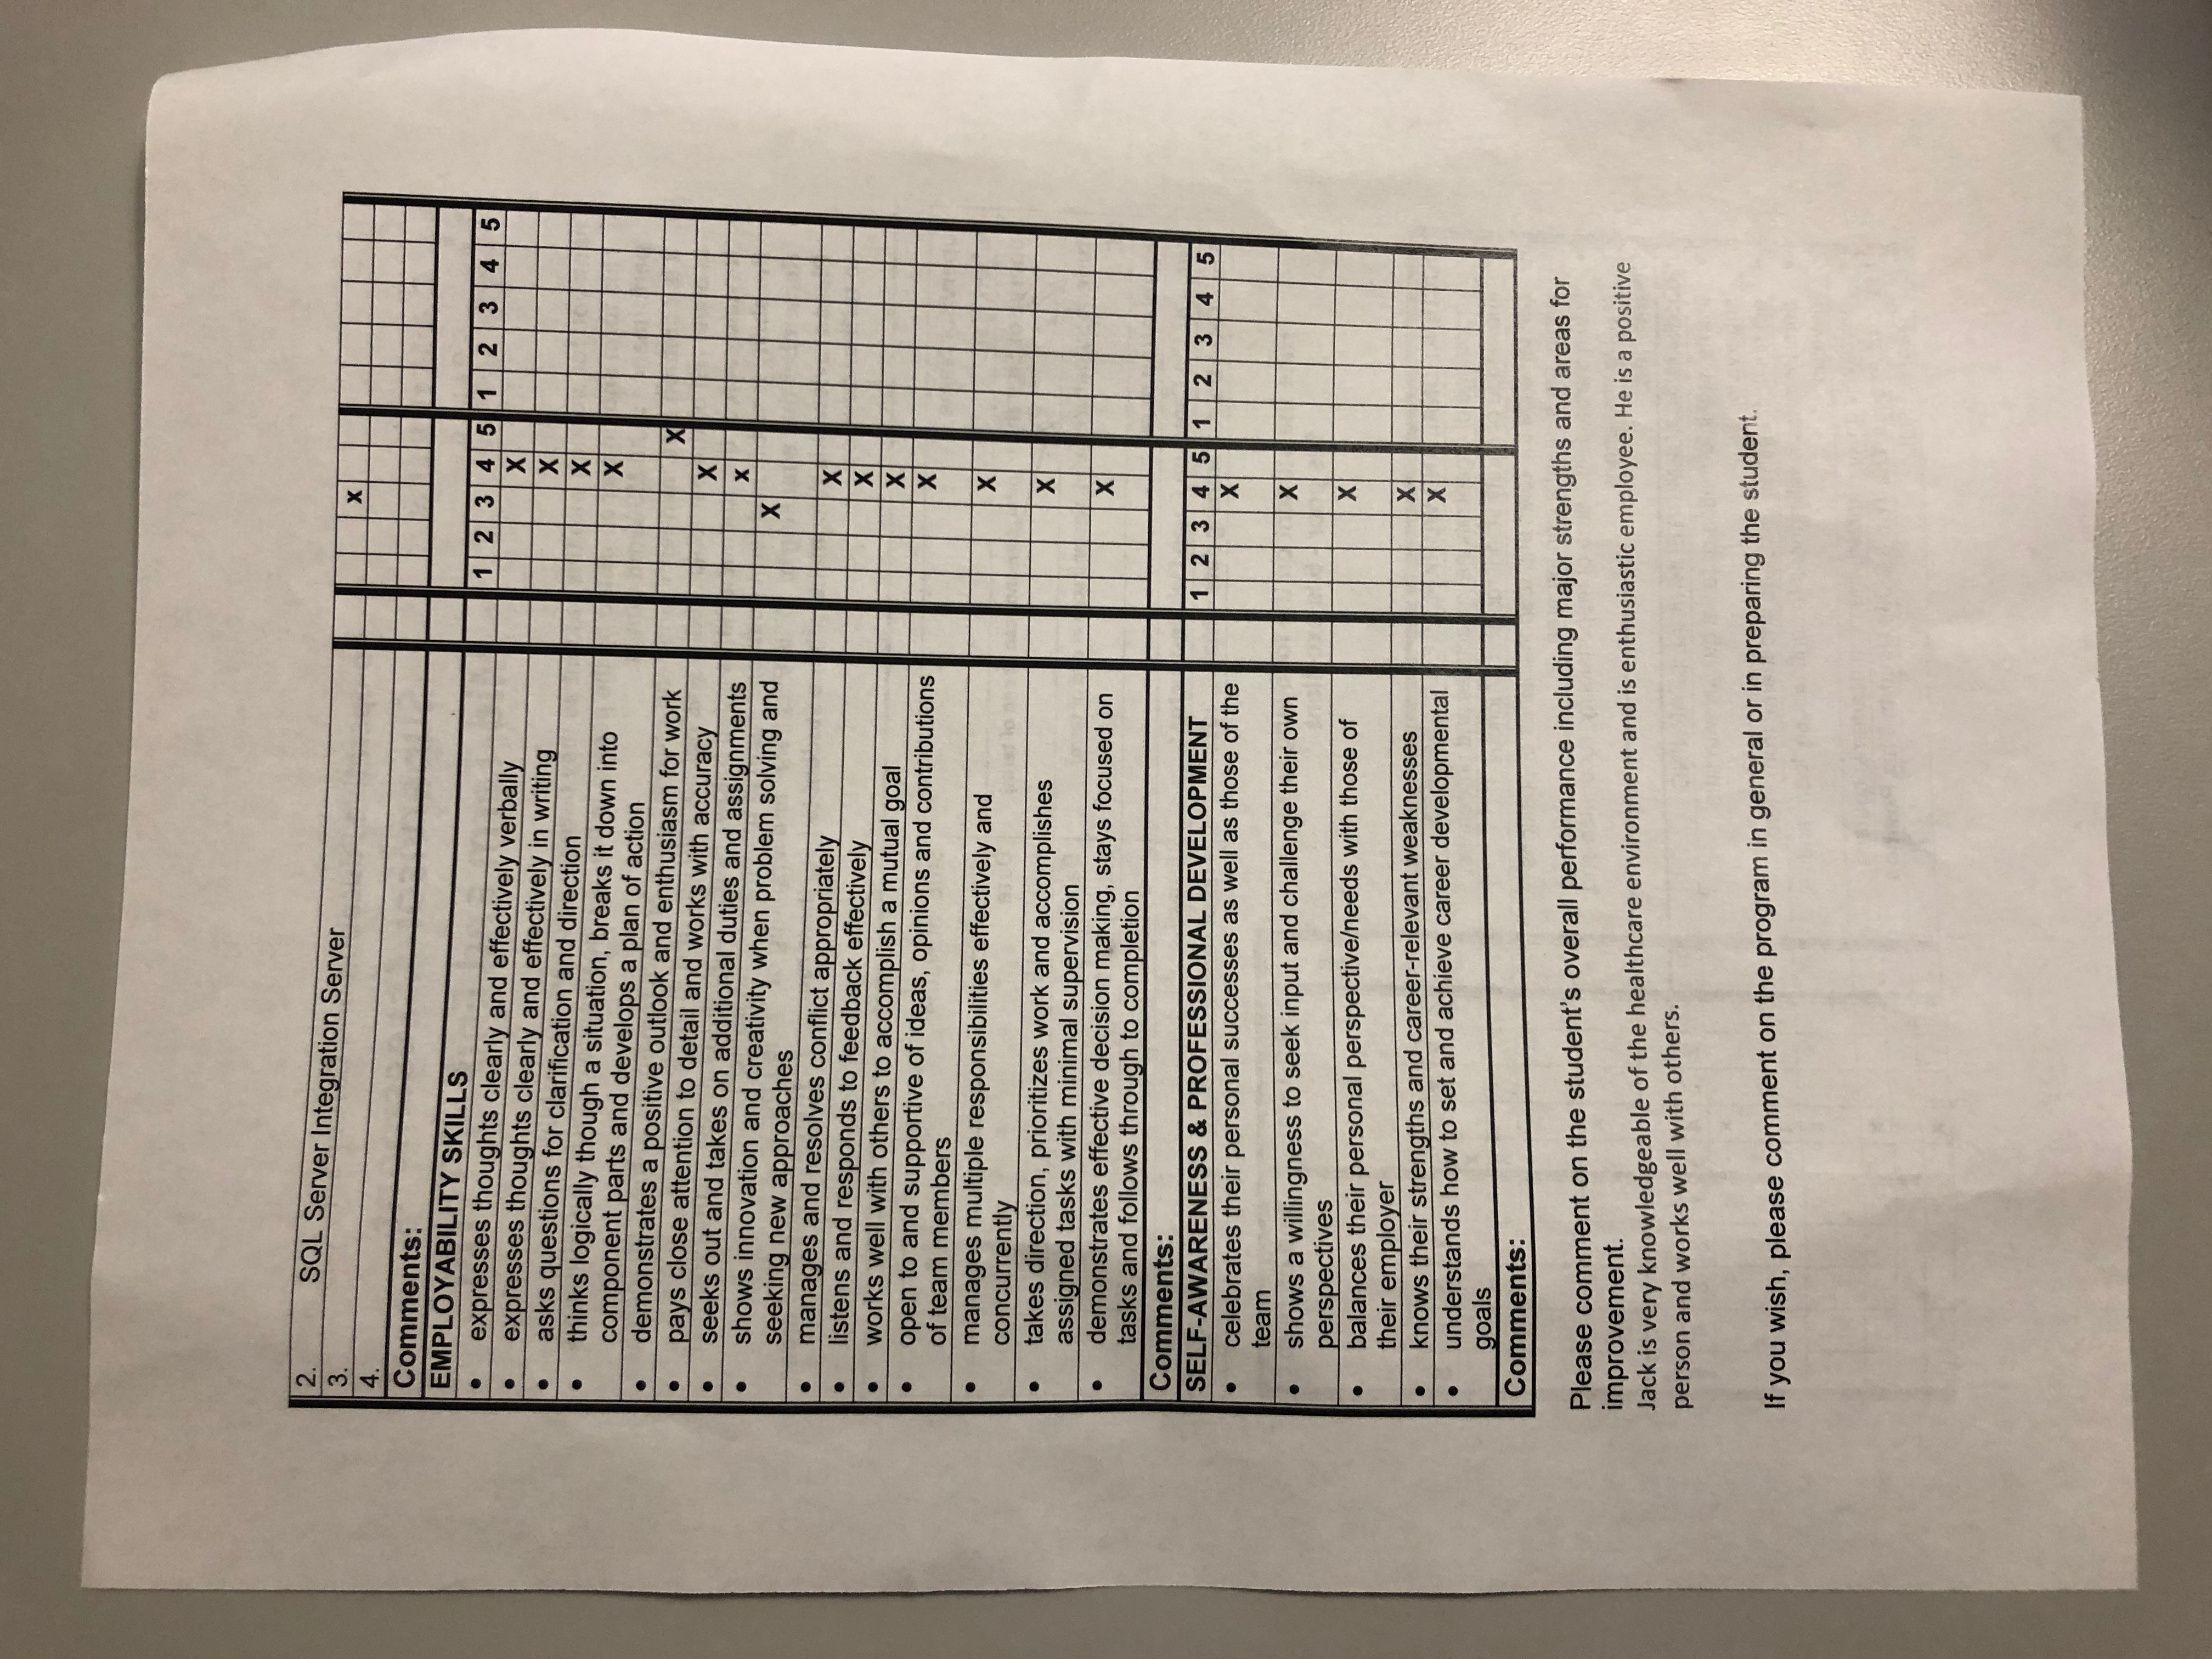 2. SQL Server Integration Server x
3.
4.
Comments:
EMPLOYABILITY SKILLS 1 2 3 4 5 1 2 3 4 5
• expresses thoughts clearly and effectively verbally X
• expresses thoughts clearly and effectively in writing X
• asks questions for clarification and direction X
• thinks logically though a situation, breaks it down into X
component parts and develops a plan of action
• demonstrates a positive outlook and enthusiasm for work X
• pays close attention to detail and works with accuracy X
• seeks out and takes on additional duties and assignments x
• shows innovation and creativity when problem solving and X
seeking new approaches
• manages and resolves conflict appropriately X
• listens and responds to feedback effectively X
• works well with others to accomplish a mutual goal X
• open to and supportive of ideas, opinions and contributions X
of team members
• manages multiple responsibilities effectively and X
concurrently
• takes direction, prioritizes work and accomplishes X
assigned tasks with minimal supervision
• demonstrates effective decision making, stays focused on X
tasks and follows through to completion
Comments:
SELF-AWARENESS & PROFESSIONAL DEVELOPMENT 1 2 3 4 5 1 2 3 4 5
• celebrates their personal successes as well as those of the X
team
• shows a willingness to seek input and challenge their own X
perspectives
• balances their personal perspective/needs with those of X
their employer
• knows their strengths and career-relevant weaknesses X
• understands how to set and achieve career developmental X
goals
Comments:
Please comment on the student's overall performance including major strengths and areas for
improvement.
Jack is very knowledgeable of the healthcare environment and is enthusiastic employee. He is a positive
person and works well with others.
If you wish, please comment on the program in general or in preparing the student.